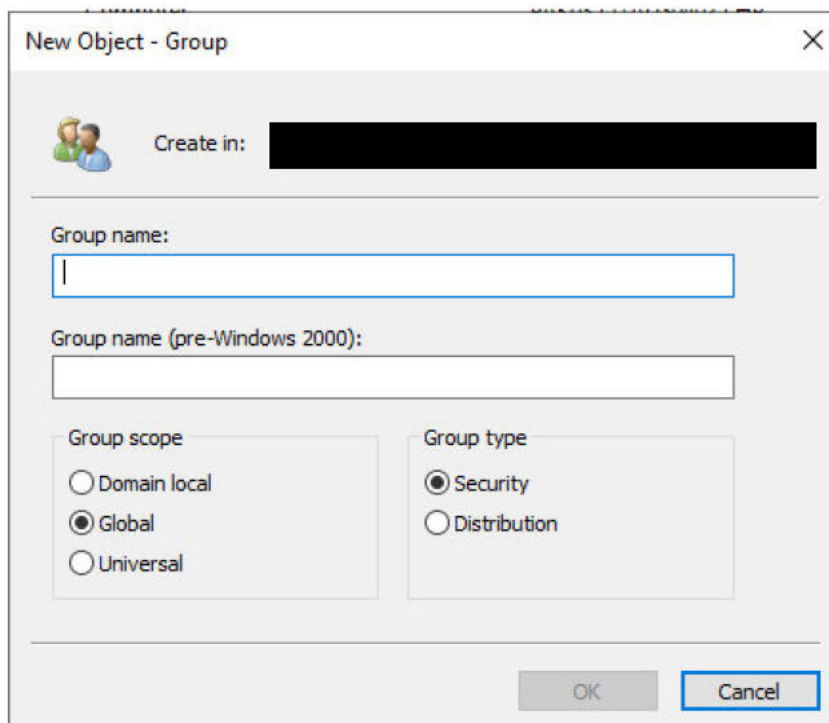 New Object - Group
Create in:
Group name:
Group name (pre-Windows 2000):
Group scope
Domain local
Global
Universal
Group type
Security
Distribution
OK
Cancel